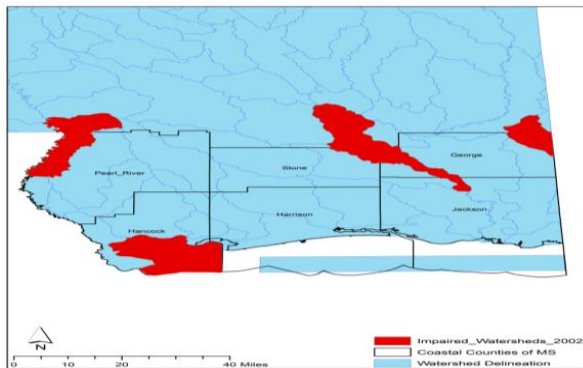 Pearl_River
Stone
George
Hancock
Harrison
Jackson
N
0 10 20 40 Miles
Impaired_Watersheds_2002
Coastal Counties of MS
Watershed Delineation